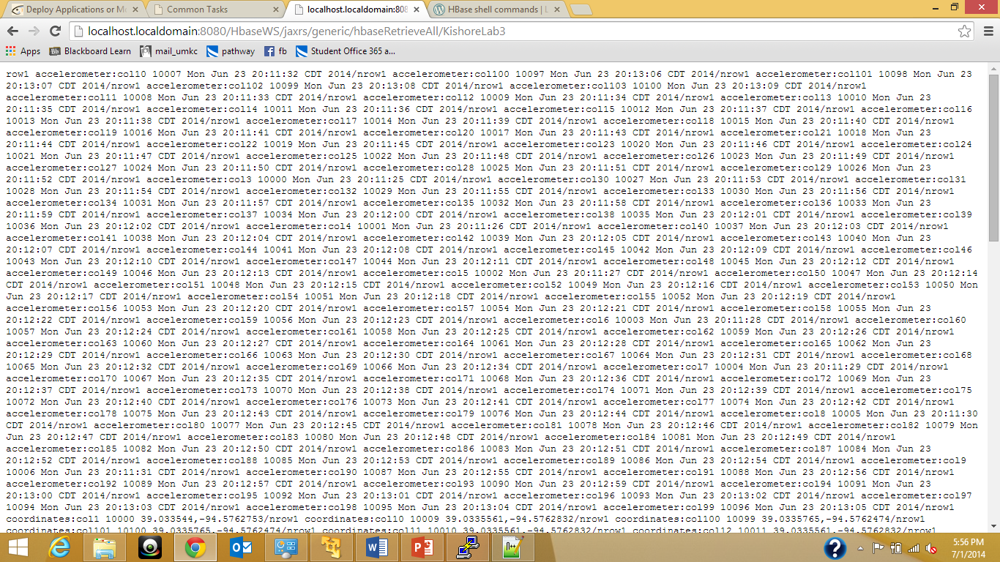 Deploy Applications or Mo
Common Tasks
localhost.localdomain:808
HBase shell commands | L
localhost.localdomain:8080/HbaseWS/jaxrs/generic/hbaseRetrieveAll/KishoreLab3
Apps Bb Blackboard Learn mail_umkc pathway fb Student Office 365 a...
row1 accelerometer:col10 10007 Mon Jun 23 20:11:32 CDT 2014/nrow1 accelerometer:col100 10097 Mon Jun 23 20:13:06 CDT 2014/nrow1 accelerometer:col101 10098 Mon Jun 23
20:13:07 CDT 2014/nrow1 accelerometer:col102 10099 Mon Jun 23 20:13:08 CDT 2014/nrow1 accelerometer:col103 10100 Mon Jun 23 20:13:09 CDT 2014/nrow1
accelerometer:col11 10008 Mon Jun 23 20:11:33 CDT 2014/nrow1 accelerometer:col12 10009 Mon Jun 23 20:11:34 CDT 2014/nrow1 accelerometer:col13 10010 Mon Jun 23
20:11:35 CDT 2014/nrow1 accelerometer:col14 10011 Mon Jun 23 20:11:36 CDT 2014/nrow1 accelerometer:col15 10012 Mon Jun 23 20:11:37 CDT 2014/nrow1 accelerometer:col16
10013 Mon Jun 23 20:11:38 CDT 2014/nrow1 accelerometer:col17 10014 Mon Jun 23 20:11:39 CDT 2014/nrow1 accelerometer:col18 10015 Mon Jun 23 20:11:40 CDT 2014/nrow1
accelerometer:col19 10016 Mon Jun 23 20:11:41 CDT 2014/nrow1 accelerometer:col20 10017 Mon Jun 23 20:11:43 CDT 2014/nrow1 accelerometer:col21 10018 Mon Jun 23
20:11:44 CDT 2014/nrow1 accelerometer:col22 10019 Mon Jun 23 20:11:45 CDT 2014/nrow1 accelerometer:col23 10020 Mon Jun 23 20:11:46 CDT 2014/nrow1 accelerometer:col24
10021 Mon Jun 23 20:11:47 CDT 2014/nrow1 accelerometer:col25 10022 Mon Jun 23 20:11:48 CDT 2014/nrow1 accelerometer:col26 10023 Mon Jun 23 20:11:49 CDT 2014/nrow1
accelerometer:col27 10024 Mon Jun 23 20:11:50 CDT 2014/nrow1 accelerometer:col28 10025 Mon Jun 23 20:11:51 CDT 2014/nrow1 accelerometer:col29 10026 Mon Jun 23
20:11:52 CDT 2014/nrow1 accelerometer:col3 10000 Mon Jun 23 20:11:25 CDT 2014/nrow1 accelerometer:col30 10027 Mon Jun 23 20:11:53 CDT 2014/nrow1 accelerometer:col31
10028 Mon Jun 23 20:11:54 CDT 2014/nrow1 accelerometer:col32 10029 Mon Jun 23 20:11:55 CDT 2014/nrow1 accelerometer:col33 10030 Mon Jun 23 20:11:56 CDT 2014/nrow1
accelerometer:col34 10031 Mon Jun 23 20:11:57 CDT 2014/nrow1 accelerometer:col35 10032 Mon Jun 23 20:11:58 CDT 2014/nrow1 accelerometer:col36 10033 Mon Jun 23
20:11:59 CDT 2014/nrow1 accelerometer:col37 10034 Mon Jun 23 20:12:00 CDT 2014/nrow1 accelerometer:col38 10035 Mon Jun 23 20:12:01 CDT 2014/nrow1 accelerometer:col39
10036 Mon Jun 23 20:12:02 CDT 2014/nrow1 accelerometer:col4 10001 Mon Jun 23 20:11:26 CDT 2014/nrow1 accelerometer:col40 10037 Mon Jun 23 20:12:03 CDT 2014/nrow1
accelerometer:col41 10038 Mon Jun 23 20:12:04 CDT 2014/nrow1 accelerometer:col42 10039 Mon Jun 23 20:12:05 CDT 2014/nrow1 accelerometer:col43 10040 Mon Jun 23
20:12:07 CDT 2014/nrow1 accelerometer:col44 10041 Mon Jun 23 20:12:08 CDT 2014/nrow1 accelerometer:col45 10042 Mon Jun 23 20:12:09 CDT 2014/nrow1 accelerometer:col46
10043 Mon Jun 23 20:12:10 CDT 2014/nrow1 accelerometer:col47 10044 Mon Jun 23 20:12:11 CDT 2014/nrow1 accelerometer:col48 10045 Mon Jun 23 20:12:12 CDT 2014/nrow1
accelerometer:col49 10046 Mon Jun 23 20:12:13 CDT 2014/nrow1 accelerometer:col5 10002 Mon Jun 23 20:11:27 CDT 2014/nrow1 accelerometer:col50 10047 Mon Jun 23 20:12:14
CDT 2014/nrow1 accelerometer:col51 10048 Mon Jun 23 20:12:15 CDT 2014/nrow1 accelerometer:col52 10049 Mon Jun 23 20:12:16 CDT 2014/nrow1 accelerometer:col53 10050 Mon
Jun 23 20:12:17 CDT 2014/nrow1 accelerometer:col54 10051 Mon Jun 23 20:12:18 CDT 2014/nrow1 accelerometer:col55 10052 Mon Jun 23 20:12:19 CDT 2014/nrow1
accelerometer:col56 10053 Mon Jun 23 20:12:20 CDT 2014/nrow1 accelerometer:col57 10054 Mon Jun 23 20:12:21 CDT 2014/nrow1 accelerometer:col58 10055 Mon Jun 23
20:12:22 CDT 2014/nrow1 accelerometer:col59 10056 Mon Jun 23 20:12:23 CDT 2014/nrow1 accelerometer:col6 10003 Mon Jun 23 20:11:28 CDT 2014/nrow1 accelerometer:col60
10057 Mon Jun 23 20:12:24 CDT 2014/nrow1 accelerometer:col61 10058 Mon Jun 23 20:12:25 CDT 2014/nrow1 accelerometer:col62 10059 Mon Jun 23 20:12:26 CDT 2014/nrow1
accelerometer:col63 10060 Mon Jun 23 20:12:27 CDT 2014/nrow1 accelerometer:col64 10061 Mon Jun 23 20:12:28 CDT 2014/nrow1 accelerometer:col65 10062 Mon Jun 23
20:12:29 CDT 2014/nrow1 accelerometer:col66 10063 Mon Jun 23 20:12:30 CDT 2014/nrow1 accelerometer:col67 10064 Mon Jun 23 20:12:31 CDT 2014/nrow1 accelerometer:col68
10065 Mon Jun 23 20:12:32 CDT 2014/nrow1 accelerometer:col69 10066 Mon Jun 23 20:12:34 CDT 2014/nrow1 accelerometer:col7 10004 Mon Jun 23 20:11:29 CDT 2014/nrow1
accelerometer:col70 10067 Mon Jun 23 20:12:35 CDT 2014/nrow1 accelerometer:col71 10068 Mon Jun 23 20:12:36 CDT 2014/nrow1 accelerometer:col72 10069 Mon Jun 23
20:12:37 CDT 2014/nrow1 accelerometer:col73 10070 Mon Jun 23 20:12:38 CDT 2014/nrow1 accelerometer:col74 10071 Mon Jun 23 20:12:39 CDT 2014/nrow1 accelerometer:col75
10072 Mon Jun 23 20:12:40 CDT 2014/nrow1 accelerometer:col76 10073 Mon Jun 23 20:12:41 CDT 2014/nrow1 accelerometer:col77 10074 Mon Jun 23 20:12:42 CDT 2014/nrow1
accelerometer:col78 10075 Mon Jun 23 20:12:43 CDT 2014/nrow1 accelerometer:col79 10076 Mon Jun 23 20:12:44 CDT 2014/nrow1 accelerometer:col8 10005 Mon Jun 23 20:11:30
CDT 2014/nrow1 accelerometer:col80 10077 Mon Jun 23 20:12:45 CDT 2014/nrow1 accelerometer:col81 10078 Mon Jun 23 20:12:46 CDT 2014/nrow1 accelerometer:col82 10079 Mon
Jun 23 20:12:47 CDT 2014/nrow1 accelerometer:col83 10080 Mon Jun 23 20:12:48 CDT 2014/nrow1 accelerometer:col84 10081 Mon Jun 23 20:12:49 CDT 2014/nrow1
accelerometer:col85 10082 Mon Jun 23 20:12:50 CDT 2014/nrow1 accelerometer:col86 10083 Mon Jun 23 20:12:51 CDT 2014/nrow1 accelerometer:col87 10084 Mon Jun 23
20:12:52 CDT 2014/nrow1 accelerometer:col88 10085 Mon Jun 23 20:12:53 CDT 2014/nrow1 accelerometer:col89 10086 Mon Jun 23 20:12:54 CDT 2014/nrow1 accelerometer:col9
10006 Mon Jun 23 20:11:31 CDT 2014/nrow1 accelerometer:col90 10087 Mon Jun 23 20:12:55 CDT 2014/nrow1 accelerometer:col91 10088 Mon Jun 23 20:12:56 CDT 2014/nrow1
accelerometer:col92 10089 Mon Jun 23 20:12:57 CDT 2014/nrow1 accelerometer:col93 10090 Mon Jun 23 20:12:59 CDT 2014/nrow1 accelerometer:col94 10091 Mon Jun 23
20:13:00 CDT 2014/nrow1 accelerometer:col95 10092 Mon Jun 23 20:13:01 CDT 2014/nrow1 accelerometer:col96 10093 Mon Jun 23 20:13:02 CDT 2014/nrow1 accelerometer:col97
10094 Mon Jun 23 20:13:03 CDT 2014/nrow1 accelerometer:col98 10095 Mon Jun 23 20:13:04 CDT 2014/nrow1 accelerometer:col99 10096 Mon Jun 23 20:13:05 CDT 2014/nrow1
coordinates:col1 10000 39.033544,-94.5762753/nrow1 coordinates:col10 10009 39.0335561,-94.5762832/nrow1 coordinates:col100 10099 39.0335765,-94.5762474/nrow1
coordinates:col101 10100 39.0335765,-94.5762474/nrow1 coordinates:col11 10010 39.0335561,-94.5762832/nrow1 coordinates:col12 10011 39.0335561,-94.5762832/nrow1
5:56 PM
7/1/2014